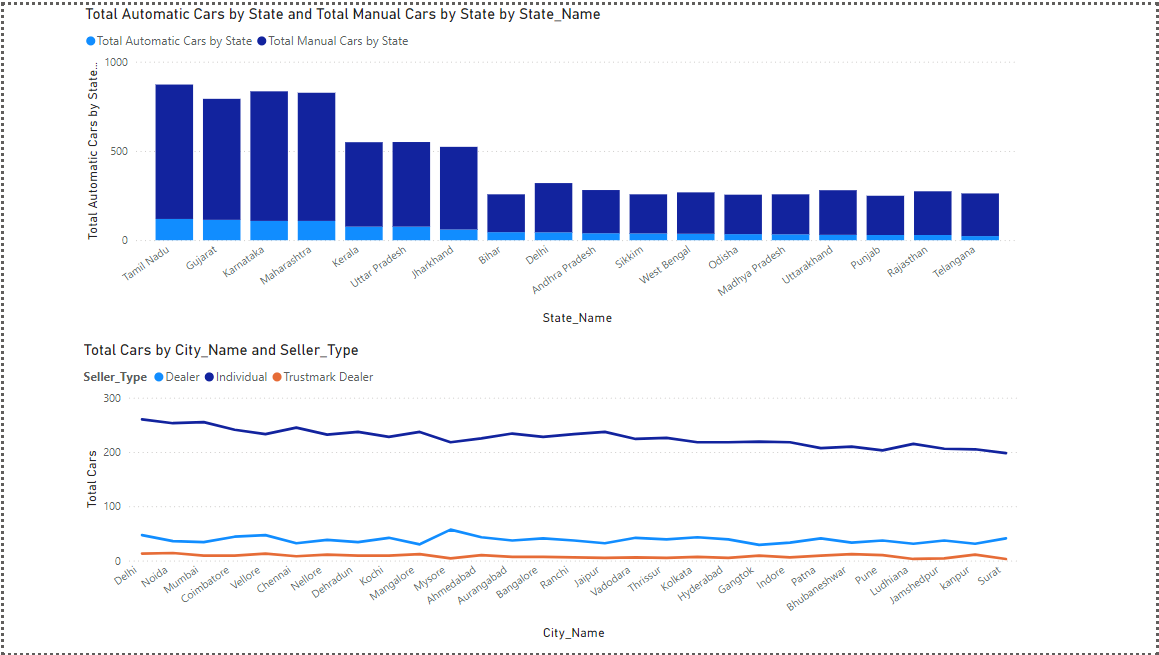 Total Automatic Cars by State and Total Manual Cars by State by State_Name
Total Automatic Cars by State Total Manual Cars by State
Total Automatic Cars by State...
1000
500
0
Tamil Nadu
Gujarat
Karnataka
Maharashtra
Kerala
Uttar Pradesh
Jharkhand
Bihar
Delhi
Andhra Pradesh
Sikkim
West Bengal
Odisha
Madhya Pradesh
Uttarakhand
Punjab
Rajasthan
Telangana
State_Name
Total Cars by City_Name and Seller_Type
Seller_Type Dealer Individual Trustmark Dealer
Total Cars
300
200
100
0
Delhi
Noida
Mumbai
Coimbatore
Vellore
Chennai
Nellore
Dehradun
Kochi
Mangalore
Mysore
Ahmedabad
Aurangabad
Bangalore
Ranchi
Jaipur
Vadodara
Thrissur
Kolkata
Hyderabad
Gangtok
Indore
Patna
Bhubaneshwar
Pune
Ludhiana
Jamshedpur
kanpur
Surat
City_Name